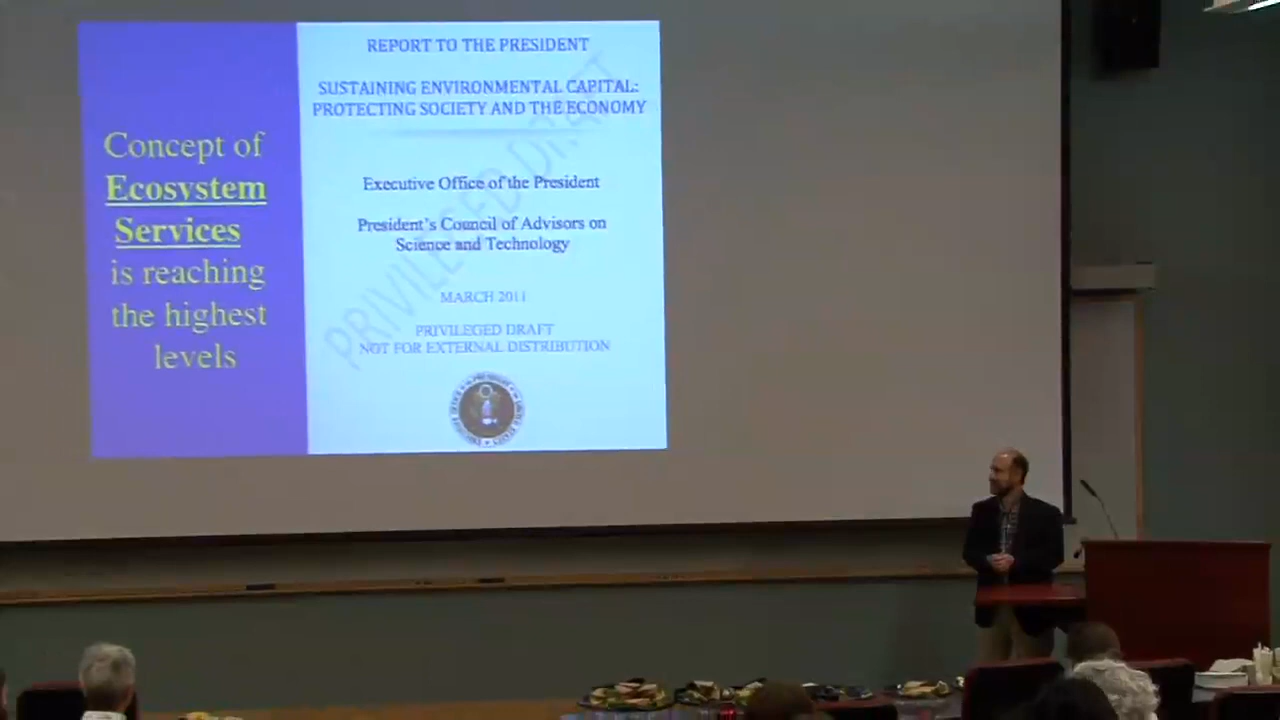 Concept of
Ecosystem
Services
is reaching
the highest
levels
REPORT TO THE PRESIDENT
SUSTAINING ENVIRONMENTAL CAPITAL:
PROTECTING SOCIETY AND THE ECONOMY
Executive Office of the President
President's Council of Advisors on
Science and Technology
MARCH 2011
PRIVILEGED DRAFT
NOT FOR EXTERNAL DISTRIBUTION
PRIVILEGED DRAFT